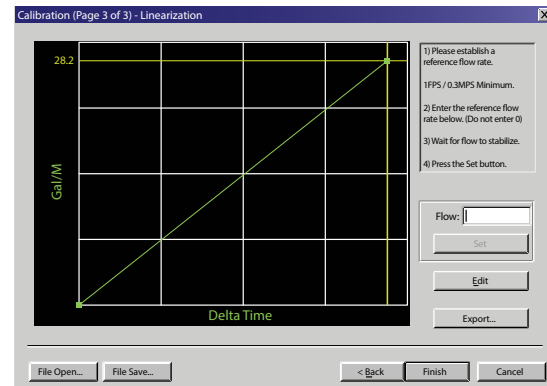 Calibration (Page 3 of 3) - Linearization
X
28.2
Gal/M
Delta Time
1) Please establish a
reference flow rate.
1FPS / 0.3MPS Minimum.
2) Enter the reference flow
rate below. (Do not enter 0)
3) Wait for flow to stabilize.
4) Press the Set button.
Flow:
Set
Edit
Export...
File Open...
File Save...
< Back
Finish
Cancel